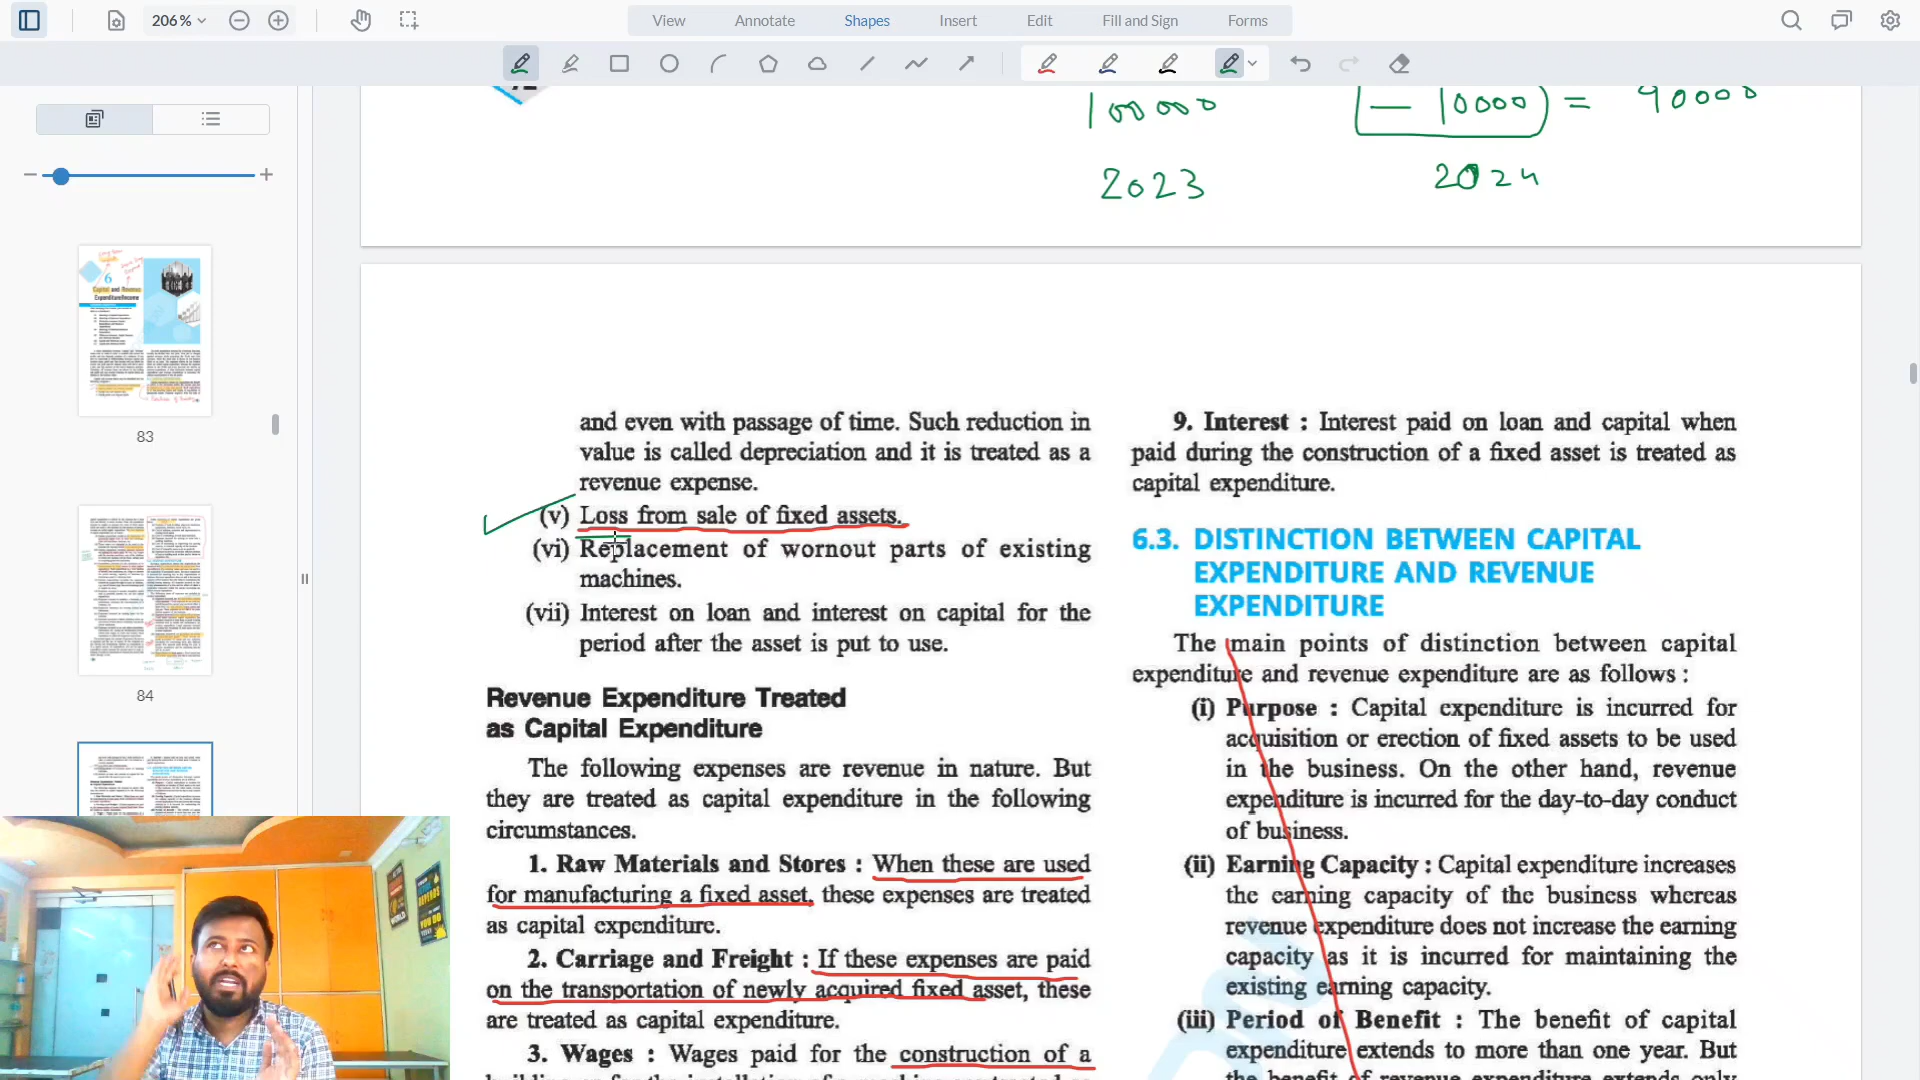 206 %
View
Annotate
Shapes
Insert
Edit
Fill and Sign
Forms
100000
— 10000 = 90000
2023
2024
6
Capital and Revenue
Expenditure/Income
83
84
and even with passage of time. Such reduction in
value is called depreciation and it is treated as a
revenue expense.
(v) Loss from sale of fixed assets.
(vi) Replacement of wornout parts of existing
machines.
(vii) Interest on loan and interest on capital for the
period after the asset is put to use.
Revenue Expenditure Treated
as Capital Expenditure
The following expenses are revenue in nature. But
they are treated as capital expenditure in the following
circumstances.
1. Raw Materials and Stores : When these are used
for manufacturing a fixed asset, these expenses are treated
as capital expenditure.
2. Carriage and Freight : If these expenses are paid
on the transportation of newly acquired fixed asset, these
are treated as capital expenditure.
3. Wages : Wages paid for the construction of a
9. Interest : Interest paid on loan and capital when
paid during the construction of a fixed asset is treated as
capital expenditure.
6.3. DISTINCTION BETWEEN CAPITAL
EXPENDITURE AND REVENUE
EXPENDITURE
The main points of distinction between capital
expenditure and revenue expenditure are as follows :
(i) Purpose : Capital expenditure is incurred for
acquisition or erection of fixed assets to be used
in the business. On the other hand, revenue
expenditure is incurred for the day-to-day conduct
of business.
(ii) Earning Capacity : Capital expenditure increases
the earning capacity of the business whereas
revenue expenditure does not increase the earning
capacity as it is incurred for maintaining the
existing earning capacity.
(iii) Period of Benefit : The benefit of capital
expenditure extends to more than one year. But
the benefit of revenue expenditure extends only